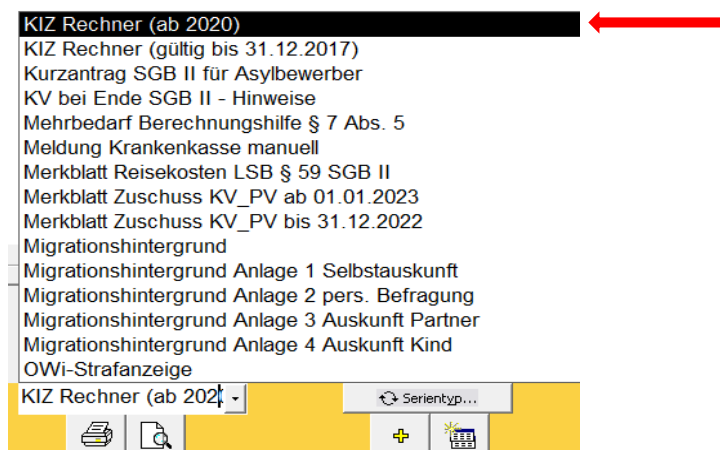 KIZ Rechner (ab 2020)
KIZ Rechner (gültig bis 31.12.2017)
Kurzantrag SGB II für Asylbewerber
KV bei Ende SGB II - Hinweise
Mehrbedarf Berechnungshilfe § 7 Abs. 5
Meldung Krankenkasse manuell
Merkblatt Reisekosten LSB § 59 SGB II
Merkblatt Zuschuss KV_PV ab 01.01.2023
Merkblatt Zuschuss KV_PV bis 31.12.2022
Migrationshintergrund
Migrationshintergrund Anlage 1 Selbstauskunft
Migrationshintergrund Anlage 2 pers. Befragung
Migrationshintergrund Anlage 3 Auskunft Partner
Migrationshintergrund Anlage 4 Auskunft Kind
OWi-Strafanzeige
KIZ Rechner (ab 202
Serientyp...